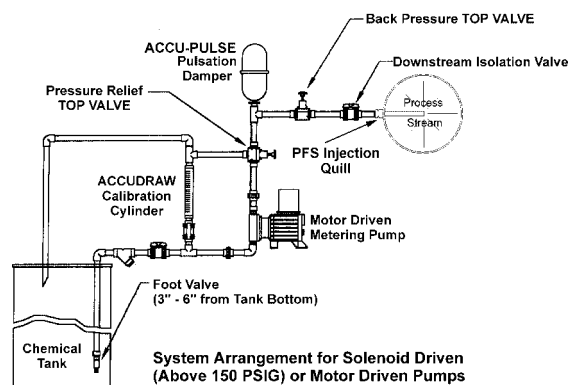 Back Pressure TOP VALVE
ACCU-PULSE
Pulsation
Damper
Downstream Isolation Valve
Pressure Relief
TOP VALVE
Process
Stream
PFS Injection
Quill
ACCUDRAW
Calibration
Cylinder
Motor Driven
Metering Pump
Foot Valve
(3" - 6" from Tank Bottom)
Chemical
Tank
System Arrangement for Solenoid Driven
(Above 150 PSIG) or Motor Driven Pumps